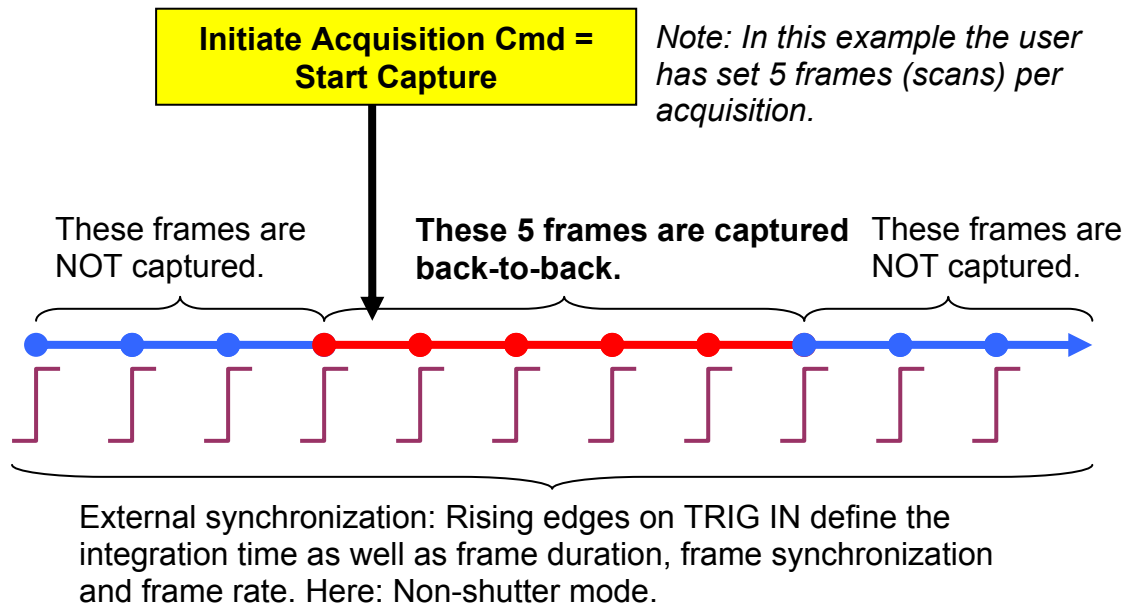 Initiate Acquisition Cmd =
Start Capture
Note: In this example the user
has set 5 frames (scans) per
acquisition.
These frames are
NOT captured.
These 5 frames are captured
back-to-back.
These frames are
NOT captured.
External synchronization: Rising edges on TRIG IN define the
integration time as well as frame duration, frame synchronization
and frame rate. Here: Non-shutter mode.